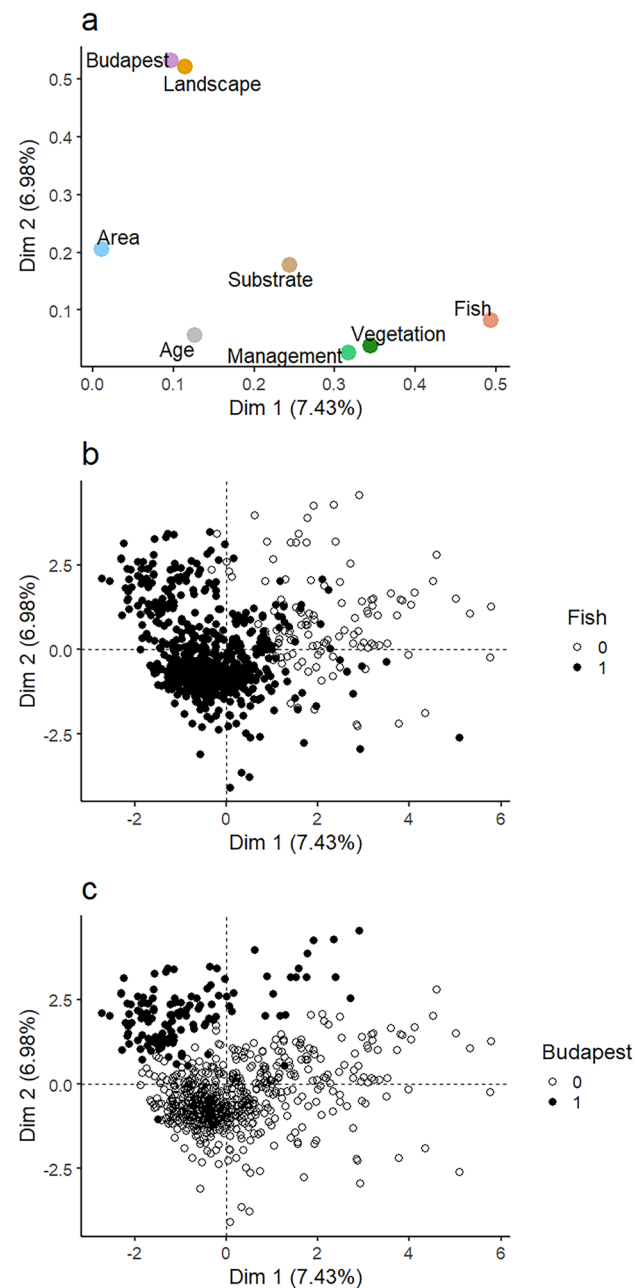 a
Budapest
Landscape
Area
Substrate
Fish
Vegetation
Age
Management
0.5
0.4
0.3
0.2
0.1
Dim 2 (6.98%)
0.0 0.1 0.2 0.3 0.4 0.5
Dim 1 (7.43%)
b
2.5
0.0
-2.5
Dim 2 (6.98%)
-2 0 2 4 6
Dim 1 (7.43%)
Fish
0
1
c
2.5
0.0
-2.5
Dim 2 (6.98%)
-2 0 2 4 6
Dim 1 (7.43%)
Budapest
0
1